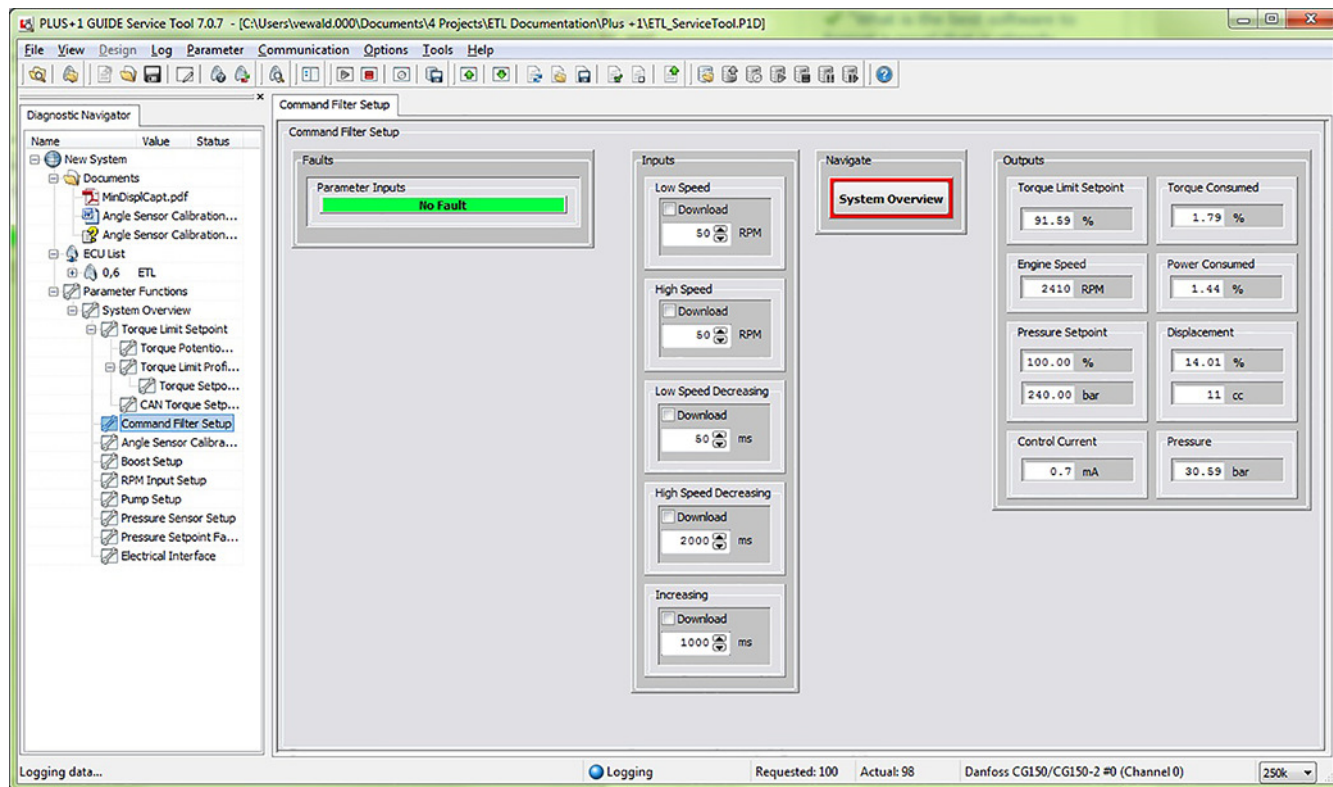 PLUS+1 GUIDE Service Tool 7.0.7 - [C:\Users\vewald.000\Documents\4 Projects\ETL Documentation\Plus +1\ETL_ServiceTool.P1D]
File View Design Log Parameter Communication Options Tools Help
Diagnostic Navigator
Name Value Status
New System
Documents
MinDisplCapt.pdf
Angle Sensor Calibration...
Angle Sensor Calibration...
ECU List
0,6 ETL
Parameter Functions
System Overview
Torque Limit Setpoint
Torque Potentio...
Torque Limit Profi...
Torque Setpo...
CAN Torque Setp...
Command Filter Setup
Angle Sensor Calibra...
Boost Setup
RPM Input Setup
Pump Setup
Pressure Sensor Setup
Pressure Setpoint Fa...
Electrical Interface
Command Filter Setup
Command Filter Setup
Faults
Parameter Inputs
No Fault
Inputs
Low Speed
Download
50 RPM
High Speed
Download
50 RPM
Low Speed Decreasing
Download
50 ms
High Speed Decreasing
Download
2000 ms
Increasing
Download
1000 ms
Navigate
System Overview
Outputs
Torque Limit Setpoint
91.59 %
Torque Consumed
1.79 %
Engine Speed
2410 RPM
Power Consumed
1.44 %
Pressure Setpoint
100.00 %
240.00 bar
Displacement
14.01 %
11 cc
Control Current
0.7 mA
Pressure
30.59 bar
Logging data...
Logging
Requested: 100
Actual: 98
Danfoss CG150/CG150-2 #0 (Channel 0)
250k